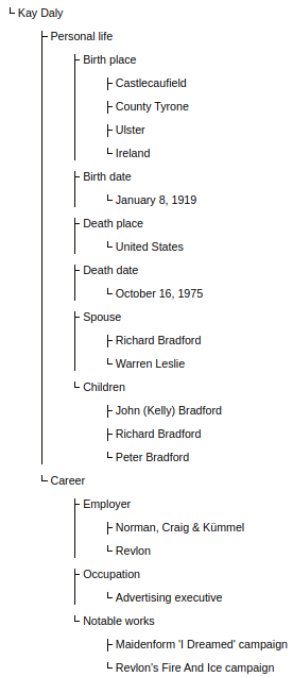 Kay Daly
Personal life
Birth place
Castlecaufield
County Tyrone
Ulster
Ireland
Birth date
January 8, 1919
Death place
United States
Death date
October 16, 1975
Spouse
Richard Bradford
Warren Leslie
Children
John (Kelly) Bradford
Richard Bradford
Peter Bradford
Career
Employer
Norman, Craig & Kümmel
Revlon
Occupation
Advertising executive
Notable works
Maidenform 'I Dreamed' campaign
Revlon's Fire And Ice campaign